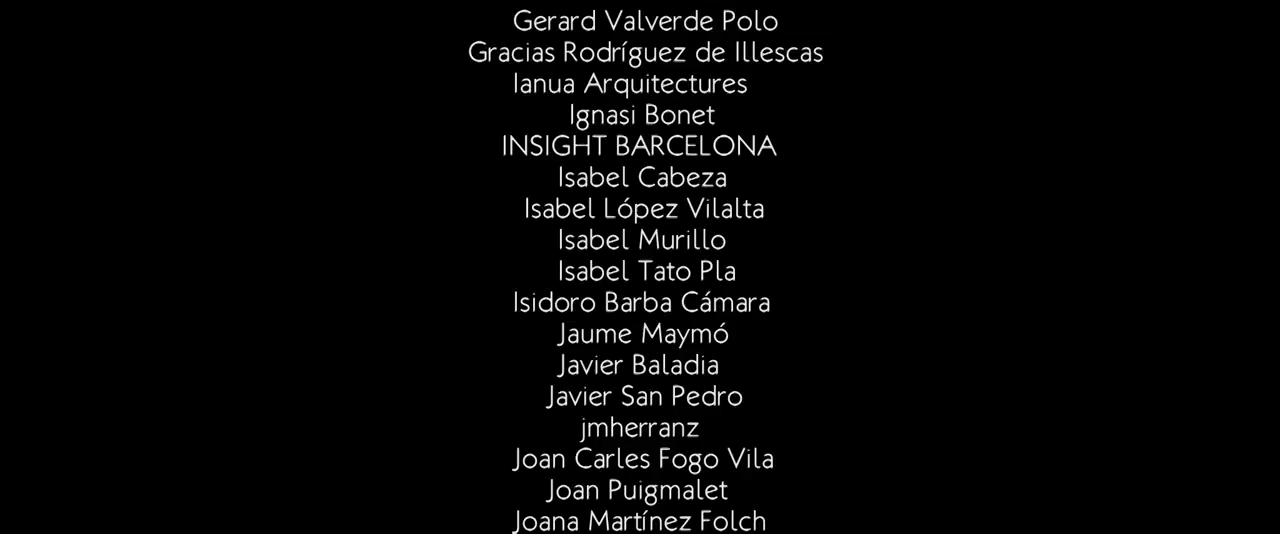 Gerard Valverde Polo
Gracias Rodríguez de Illescas
Ianua Arquitectures
Ignasi Bonet
INSIGHT BARCELONA
Isabel Cabeza
Isabel López Vilalta
Isabel Murillo
Isabel Tato Pla
Isidoro Barba Cámara
Jaume Maymó
Javier Baladia
Javier San Pedro
jmherranz
Joan Carles Fogo Vila
Joan Puigmalet
Joana Martínez Folch